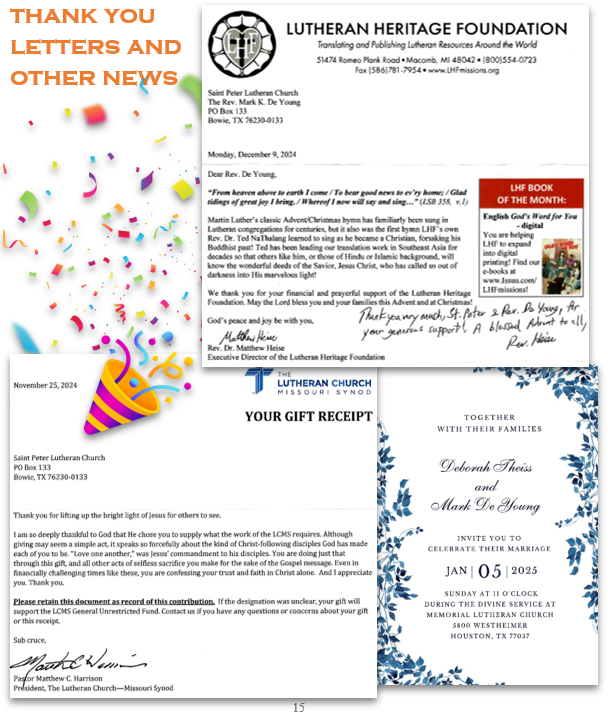 THANK YOU
LETTERS AND
OTHER NEWS
LUTHERAN HERITAGE FOUNDATION
Translating and Publishing Lutheran Resources Around the World
51474 Romeo Plank Road • Macomb, MI 48042 • (800)554-0723
Fax (586)781-7954 • www.LHFmissions.org
Saint Peter Lutheran Church
The Rev. Mark K. De Young
PO Box 133
Bowie, TX 76230-0133
Monday, December 9, 2024
Dear Rev. De Young,
"From heaven above to earth I come / To bear good news to ev'ry home; / Glad
tidings of great joy I bring, / Whereof I now will say and sing…" (LSB 358, v.1)
Martin Luther's classic Advent/Christmas hymn has familiarly been sung in
Lutheran congregations for centuries, but it also was the first hymn LHF's own
Rev. Dr. Ted NaThalang learned to sing as he became a Christian, forsaking his
Buddhist past! Ted has been leading our translation work in Southeast Asia for
decades so that others like him, or those of Hindu or Islamic background, will
know the wonderful deeds of the Savior, Jesus Christ, who has called us out of
darkness into His marvelous light!
We thank you for your financial and prayerful support of the Lutheran Heritage
Foundation. May the Lord bless you and your families this Advent and at Christmas!
God's peace and joy be with you,
Matthew Heise
Rev. Dr. Matthew Heise
Executive Director of the Lutheran Heritage Foundation
LHF BOOK
OF THE MONTH:
English God's Word for You
- digital
You are helping
LHF to expand
into digital
printing! Find our
e-books at
www.issuu.com/
LHFmissions!
Thank you very much, St. Peter & Rev. De Young, for
your generous support! A blessed Advent to all,
Rev. Heise
November 25, 2024
THE
LUTHERAN CHURCH
MISSOURI SYNOD
YOUR GIFT RECEIPT
Saint Peter Lutheran Church
PO Box 133
Bowie, TX 76230-0133
Thank you for lifting up the bright light of Jesus for others to see.
I am so deeply thankful to God that He chose you to supply what the work of the LCMS requires. Although
giving may seem a simple act, it speaks so forcefully about the kind of Christ-following disciples God has made
each of you to be. "Love one another," was Jesus' commandment to his disciples. You are doing just that
through this gift, and all other acts of selfless sacrifice you make for the sake of the Gospel message. Even in
financially challenging times like these, you are confessing your trust and faith in Christ alone. And I appreciate
you. Thank you.
Please retain this document as record of this contribution. If the designation was unclear, your gift will
support the LCMS General Unrestricted Fund. Contact us if you have any questions or concerns about your gift
or this receipt.
Sub cruce,
Pastor Matthew C. Harrison
President, The Lutheran Church—Missouri Synod
TOGETHER
WITH THEIR FAMILIES
Deborah Theiss
and
Mark De Young
INVITE YOU TO
CELEBRATE THEIR MARRIAGE
JAN | 05 | 2025
SUNDAY AT 11 O'CLOCK
DURING THE DIVINE SERVICE AT
MEMORIAL LUTHERAN CHURCH
5800 WESTHEIMER
HOUSTON, TX 77057
15